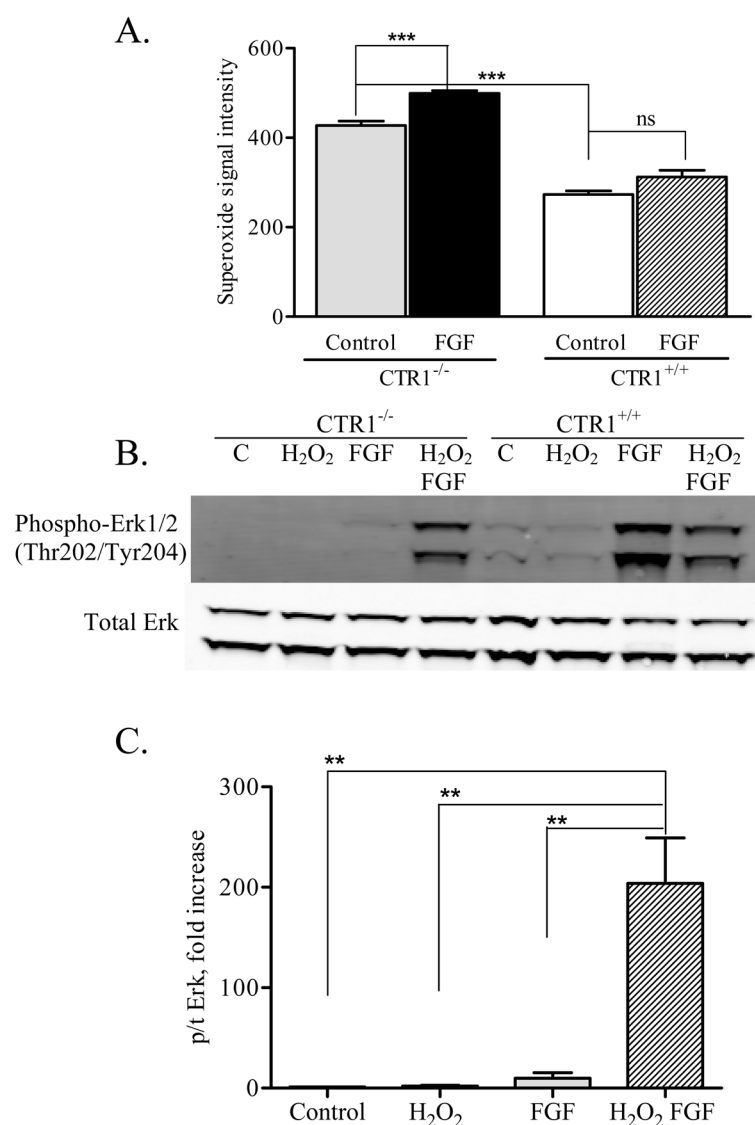 A.
Superoxide signal intensity
600
400
200
0
***
***
ns
Control FGF Control FGF
CTR1-/- CTR1+/+
B.
CTR1-/- CTR1+/+
C H2O2 FGF H2O2 C H2O2 FGF H2O2
FGF FGF
Phospho-Erk1/2
(Thr202/Tyr204)
Total Erk
C.
p/t Erk, fold increase
300
200
100
0
**
**
**
Control H2O2 FGF H2O2 FGF